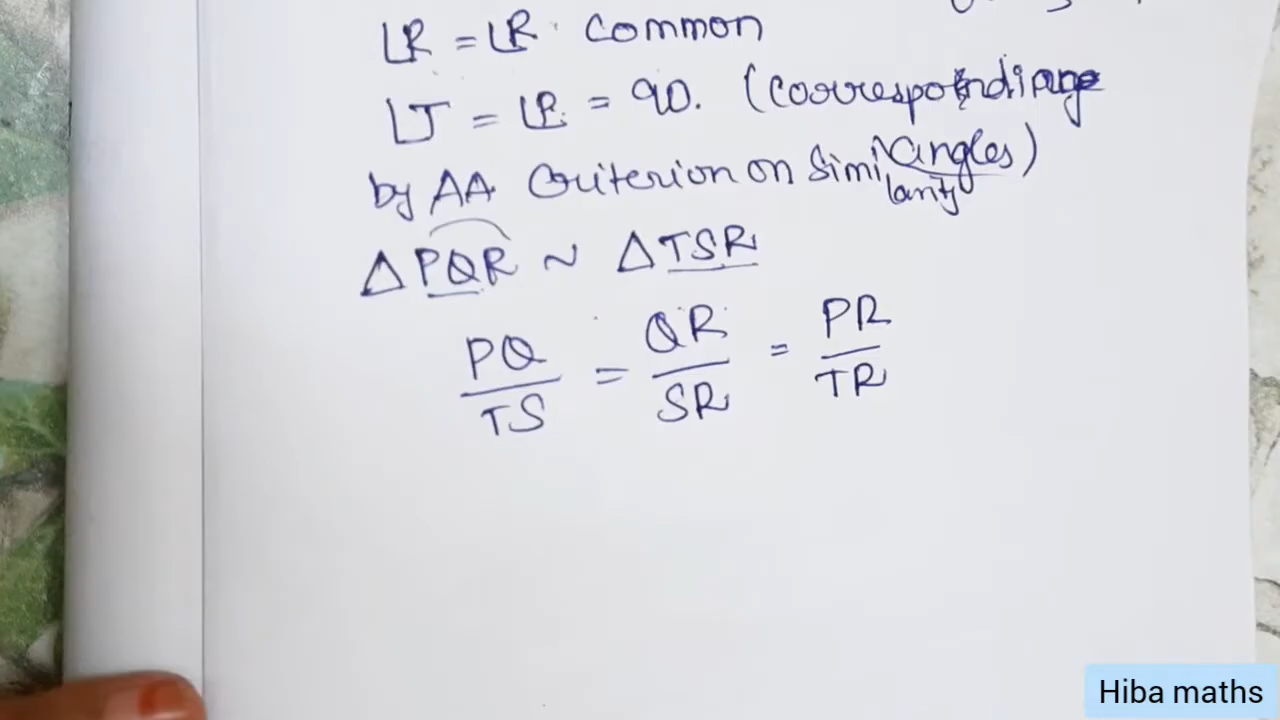 ∠R = ∠R common
∠T = ∠P = 90. (Corresponding
angles)
by AA Criterion on Similarity
△PQR ~ △TSR
PQ/TS = QR/SR = PR/TR
Hiba maths